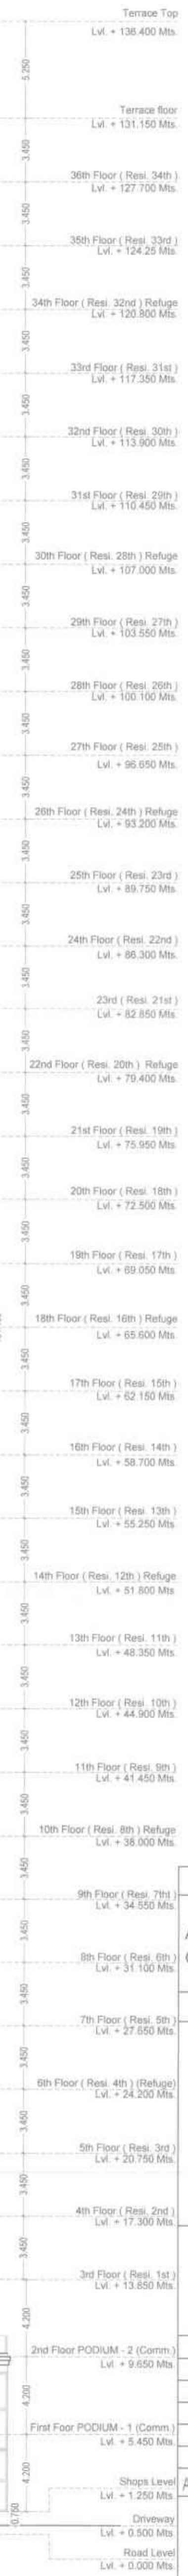 Terrace Top
Lvl. + 136.400 Mts.
5.250
Terrace floor
Lvl. + 131.150 Mts.
3.450
36th Floor ( Resi. 34th )
Lvl. + 127.700 Mts.
3.450
35th Floor ( Resi. 33rd )
Lvl. + 124.25 Mts.
3.450
34th Floor ( Resi. 32nd ) Refuge
Lvl. + 120.800 Mts.
3.450
33rd Floor ( Resi. 31st )
Lvl. + 117.350 Mts.
3.450
32nd Floor ( Resi. 30th )
Lvl. + 113.900 Mts.
3.450
31st Floor ( Resi. 29th )
Lvl. + 110.450 Mts.
3.450
30th Floor ( Resi. 28th ) Refuge
Lvl. + 107.000 Mts.
3.450
29th Floor ( Resi. 27th )
Lvl. + 103.550 Mts.
3.450
28th Floor ( Resi. 26th )
Lvl. + 100.100 Mts.
3.450
27th Floor ( Resi. 25th )
Lvl. + 96.650 Mts.
3.450
26th Floor ( Resi. 24th ) Refuge
Lvl. + 93.200 Mts.
3.450
25th Floor ( Resi. 23rd )
Lvl. + 89.750 Mts.
3.450
24th Floor ( Resi. 22nd )
Lvl. + 86.300 Mts.
3.450
23rd ( Resi. 21st )
Lvl. + 82.850 Mts.
3.450
22nd Floor ( Resi. 20th ) Refuge
Lvl. + 79.400 Mts.
3.450
21st Floor ( Resi. 19th )
Lvl. + 75.950 Mts.
3.450
20th Floor ( Resi. 18th )
Lvl. + 72.500 Mts.
3.450
19th Floor ( Resi. 17th )
Lvl. + 69.050 Mts.
3.450
18th Floor ( Resi. 16th ) Refuge
Lvl. + 65.600 Mts.
3.450
17th Floor ( Resi. 15th )
Lvl. + 62.150 Mts.
3.450
16th Floor ( Resi. 14th )
Lvl. + 58.700 Mts.
3.450
15th Floor ( Resi. 13th )
Lvl. + 55.250 Mts.
3.450
14th Floor ( Resi. 12th ) Refuge
Lvl. + 51.800 Mts.
3.450
13th Floor ( Resi. 11th )
Lvl. + 48.350 Mts.
3.450
12th Floor ( Resi. 10th )
Lvl. + 44.900 Mts.
3.450
11th Floor ( Resi. 9th )
Lvl. + 41.450 Mts.
3.450
10th Floor ( Resi. 8th ) Refuge
Lvl. + 38.000 Mts.
3.450
9th Floor ( Resi. 7tht )
Lvl. + 34.550 Mts.
3.450
8th Floor ( Resi. 6th )
Lvl. + 31.100 Mts.
3.450
7th Floor ( Resi. 5th )
Lvl. + 27.650 Mts.
3.450
6th Floor ( Resi. 4th ) (Refuge)
Lvl. + 24.200 Mts.
3.450
5th Floor ( Resi. 3rd )
Lvl. + 20.750 Mts.
3.450
4th Floor ( Resi. 2nd )
Lvl. + 17.300 Mts.
3.450
3rd Floor ( Resi. 1st )
Lvl. + 13.850 Mts.
4.200
2nd Floor PODIUM - 2 (Comm.)
Lvl. + 9.650 Mts.
4.200
First Foor PODIUM - 1 (Comm.)
Lvl. + 5.450 Mts.
4.200
Shops Level
Lvl. + 1.250 Mts.
0.750
Driveway
Lvl. + 0.500 Mts.
Road Level
Lvl. + 0.000 Mts.